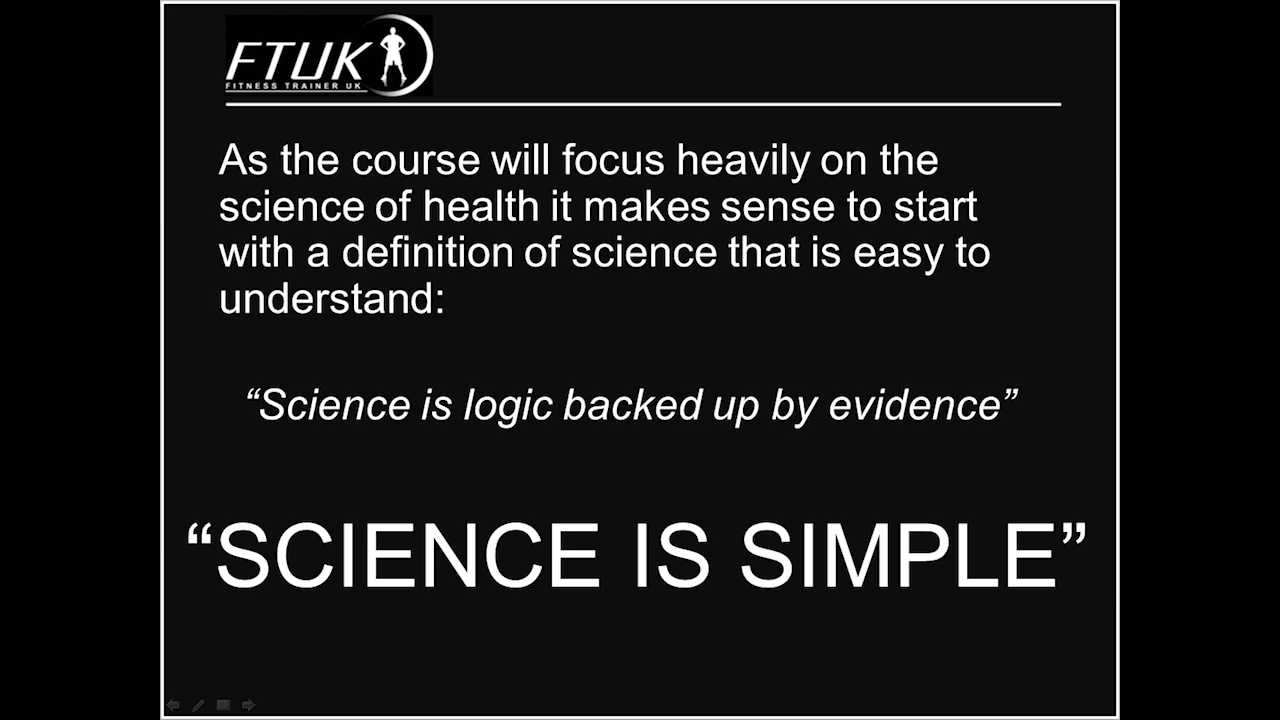 FTUK
FITNESS TRAINER UK
As the course will focus heavily on the
science of health it makes sense to start
with a definition of science that is easy to
understand:
“Science is logic backed up by evidence”
“SCIENCE IS SIMPLE”